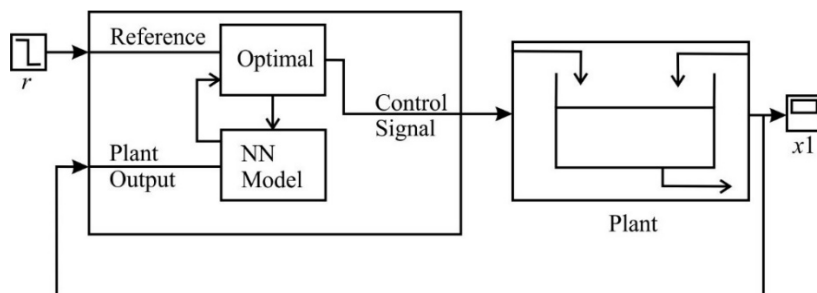 Reference
Optimal
r
Control
Signal
x1
Plant
Output
NN
Model
Plant